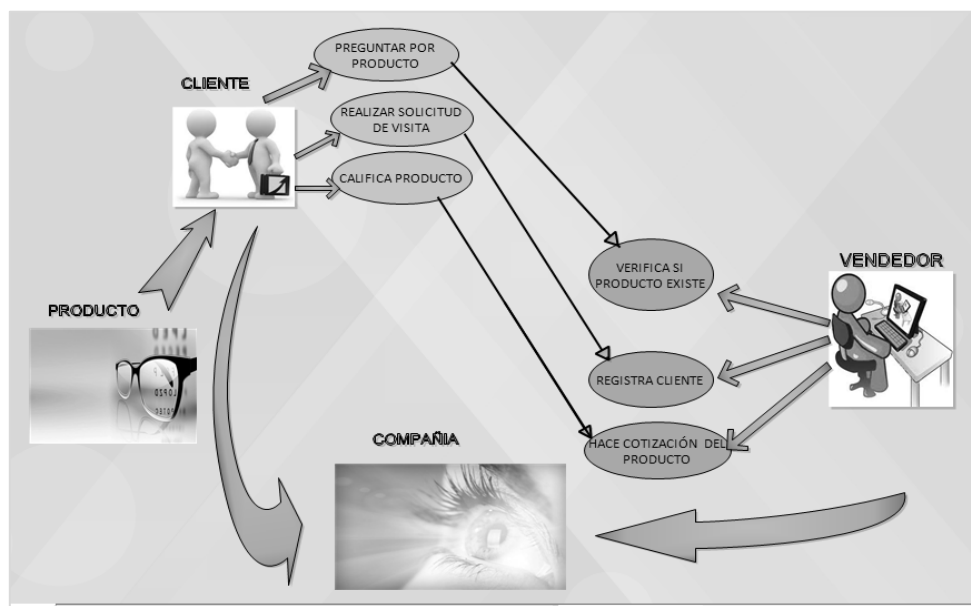 PREGUNTAR POR
PRODUCTO
CLIENTE
REALIZAR SOLICITUD
DE VISITA
CALIFICA PRODUCTO
VENDEDOR
VERIFICA SI
PRODUCTO EXISTE
PRODUCTO
REGISTRA CLIENTE
COMPAÑIA
HACE COTIZACIÓN DEL
PRODUCTO